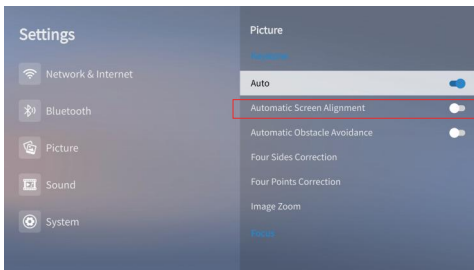 Settings
Network & Internet
Bluetooth
Picture
Sound
System
Picture
Auto
Automatic Screen Alignment
Automatic Obstacle Avoidance
Four Sides Correction
Four Points Correction
Image Zoom
Focus